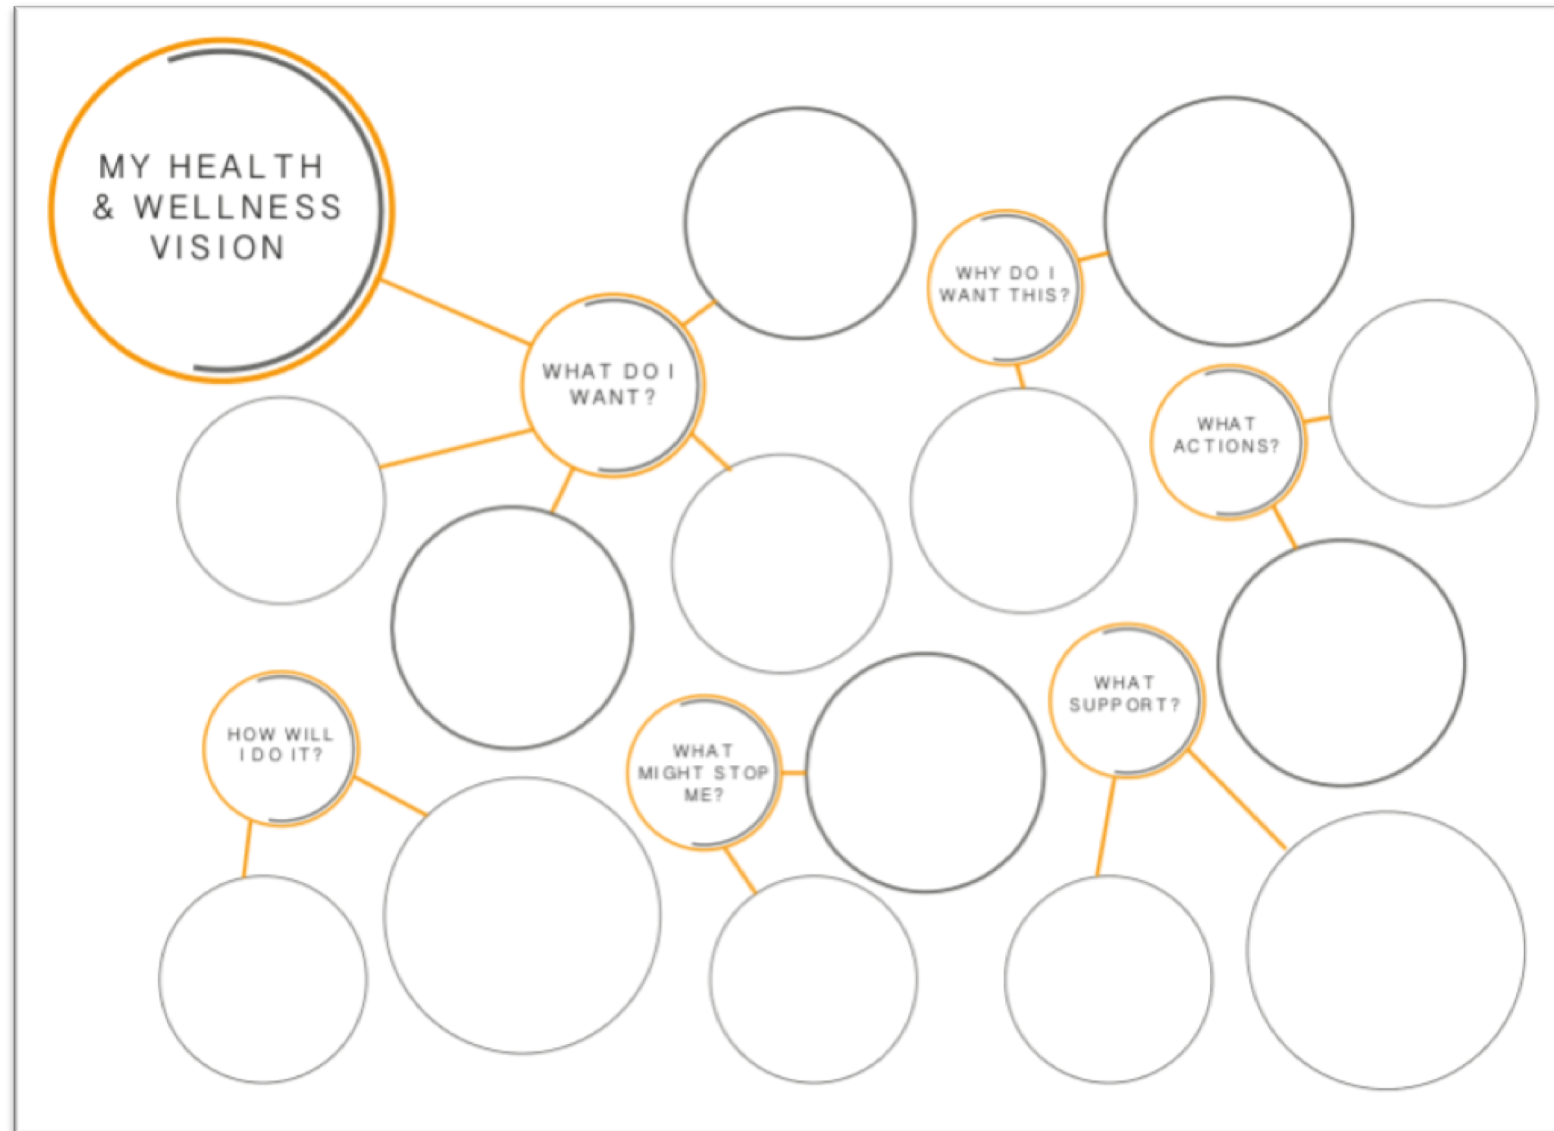 MY HEALTH
& WELLNESS
VISION
WHAT DO I
WANT?
WHY DO I
WANT THIS?
WHAT
ACTIONS?
HOW WILL
I DO IT?
WHAT
MIGHT STOP
ME?
WHAT
SUPPORT?